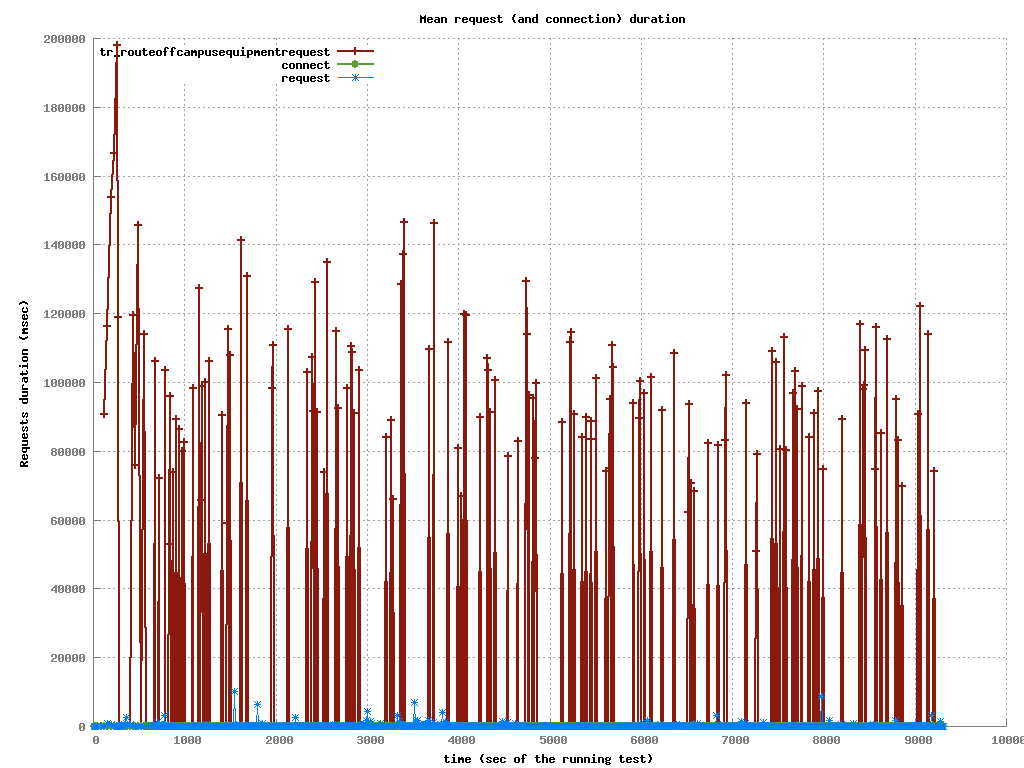 Mean request (and connection) duration
tr_routeoffcampusequipmentrequest
connect
request
200000
180000
160000
140000
120000
100000
80000
60000
40000
20000
0
Requests duration (msec)
0 1000 2000 3000 4000 5000 6000 7000 8000 9000 10000
time (sec of the running test)